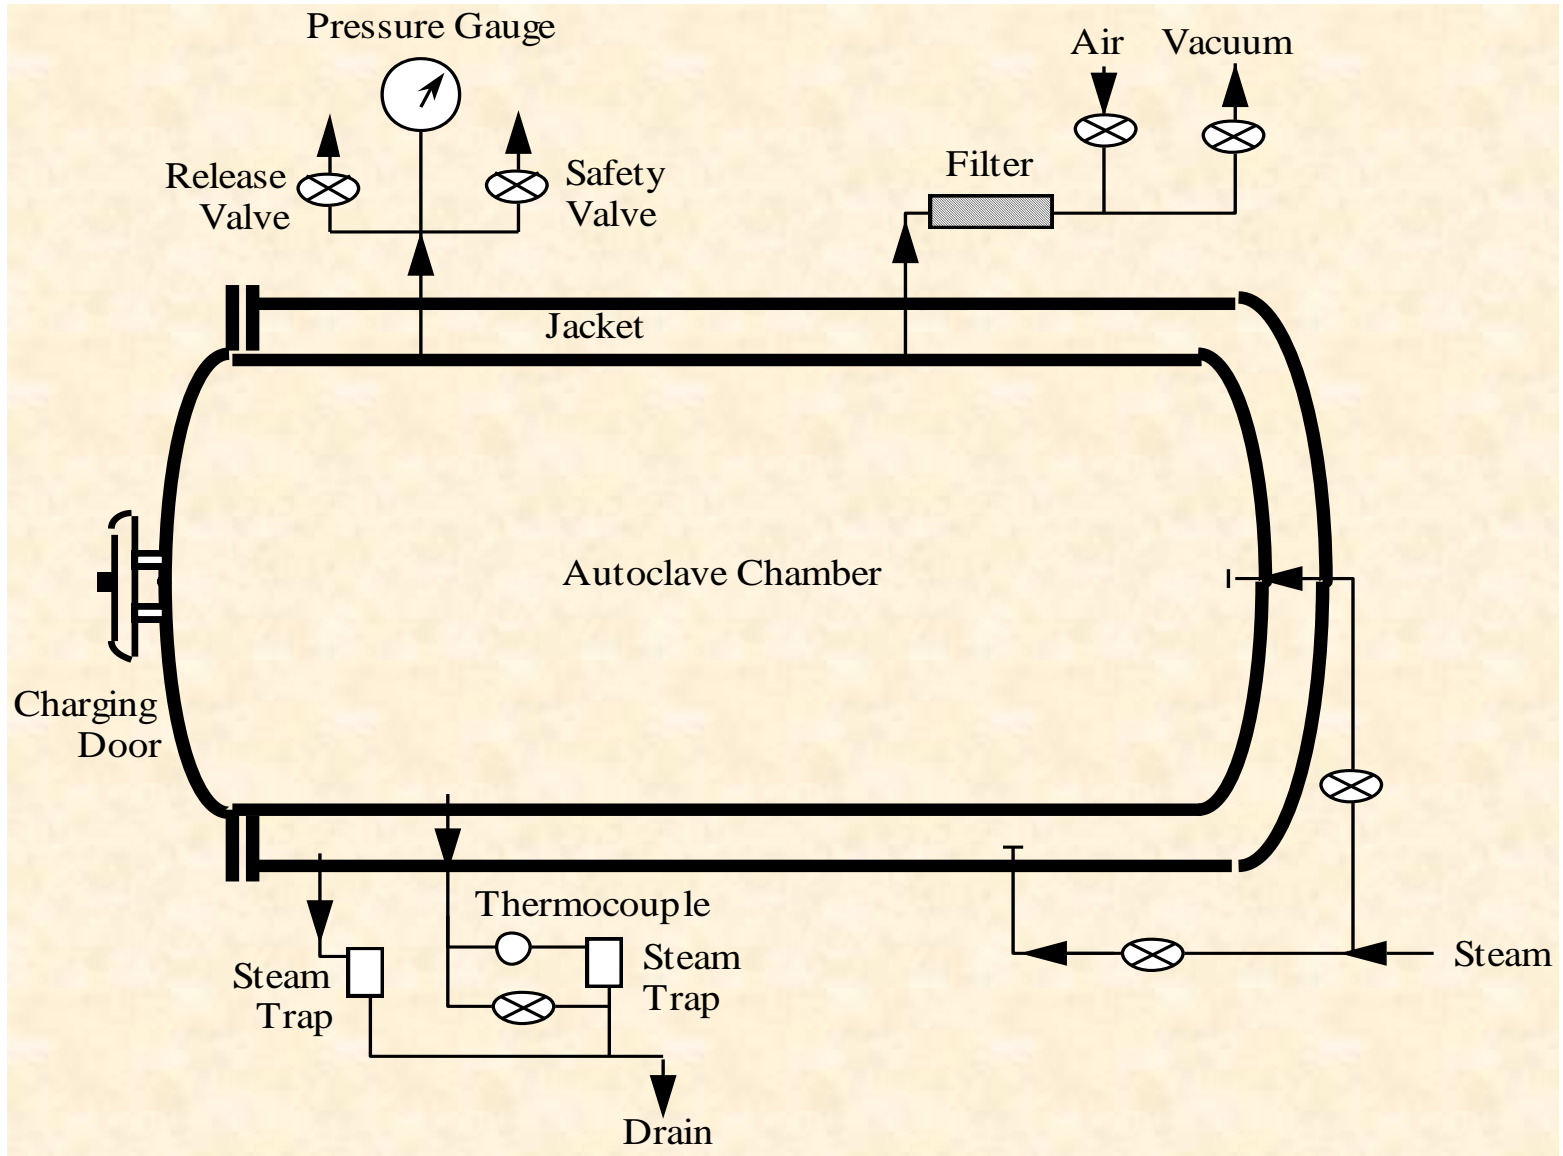 Pressure Gauge
Air
Vacuum
Release
Valve
Safety
Valve
Filter
Jacket
Autoclave Chamber
Charging
Door
Thermocouple
Steam
Trap
Steam
Trap
Steam
Drain